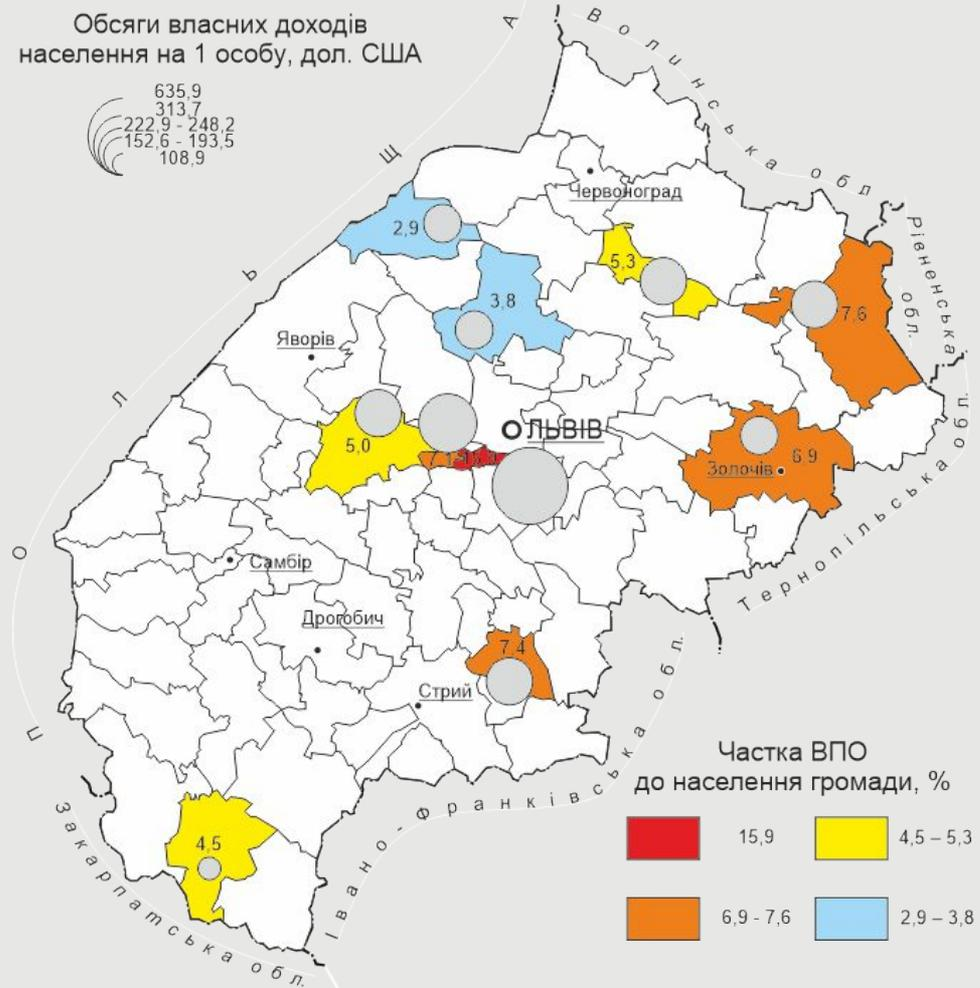 Обсяги власних доходів
населення на 1 особу, дол. США
635,9
313,7
222,9 - 248,2
152,6 - 193,5
108,9
ПОЛЬЩА
Волинська обл.
Рівненська
обл.
Червоноград
2,9
5,3
3,8
7,6
Яворів
ЛЬВІВ
5,0
7,1
6,9
Золочів
Тернопільська обл.
Самбір
Дрогобич
7,4
Стрий
4,5
Закарпатська обл.
Івано-Франківська обл.
Частка ВПО
до населення громади, %
15,9
4,5 – 5,3
6,9 - 7,6
2,9 – 3,8